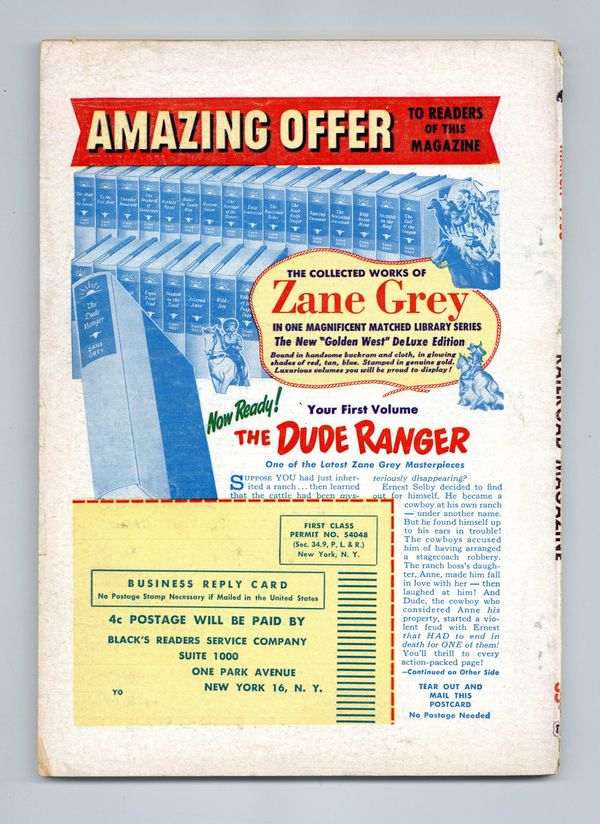 AMAZING OFFER
TO READERS
OF THIS
MAGAZINE
The Dude
Ranger
ZANE
GREY
THE COLLECTED WORKS OF
Zane Grey
IN ONE MAGNIFICENT MATCHED LIBRARY SERIES
The New "Golden West" DeLuxe Edition
Bound in handsome buckram and cloth, in glowing
shades of red, tan, blue. Stamped in genuine gold.
Luxurious volumes you will be proud to display!
Now Ready!
Your First Volume
THE DUDE RANGER
One of the Latest Zane Grey Masterpieces
SUPPOSE YOU had just inher-
ited a ranch . . . then learned
that the cattle had been mys-
teriously disappearing?
Ernest Selby decided to find
out for himself. He became a
cowboy at his own ranch
— under another name.
But he found himself up
to his ears in trouble!
The cowboys accused
him of having arranged
a stagecoach robbery.
The ranch boss's daugh-
ter, Anne, made him fall
in love with her — then
laughed at him! And
Dude, the cowboy who
considered Anne his
property, started a vio-
lent feud with Ernest
that HAD to end in
death for ONE of them!
You'll thrill to every
action-packed page!
—Continued on Other Side
TEAR OUT AND
MAIL THIS
POSTCARD
No Postage Needed
FIRST CLASS
PERMIT NO. 54048
(Sec. 34.9, P. L. & R.)
New York, N. Y.
BUSINESS REPLY CARD
No Postage Stamp Necessary if Mailed in the United States
4c POSTAGE WILL BE PAID BY
BLACK'S READERS SERVICE COMPANY
SUITE 1000
ONE PARK AVENUE
NEW YORK 16, N. Y.
YO
RAILROAD MAGAZINE